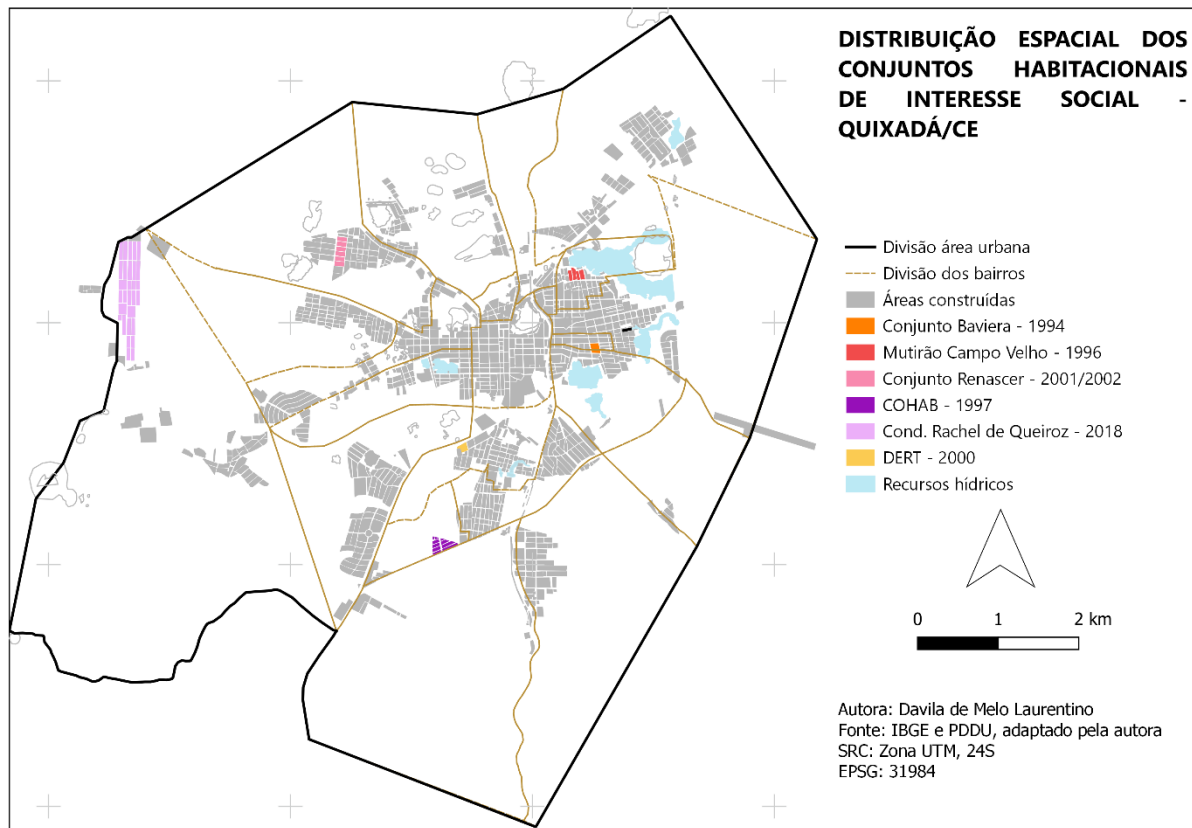 DISTRIBUIÇÃO ESPACIAL DOS
CONJUNTOS HABITACIONAIS
DE INTERESSE SOCIAL -
QUIXADÁ/CE
Divisão área urbana
Divisão dos bairros
Áreas construídas
Conjunto Baviera - 1994
Mutirão Campo Velho - 1996
Conjunto Renascer - 2001/2002
COHAB - 1997
Cond. Rachel de Queiroz - 2018
DERT - 2000
Recursos hídricos
0 1 2 km
Autora: Davila de Melo Laurentino
Fonte: IBGE e PDDU, adaptado pela autora
SRC: Zona UTM, 24S
EPSG: 31984